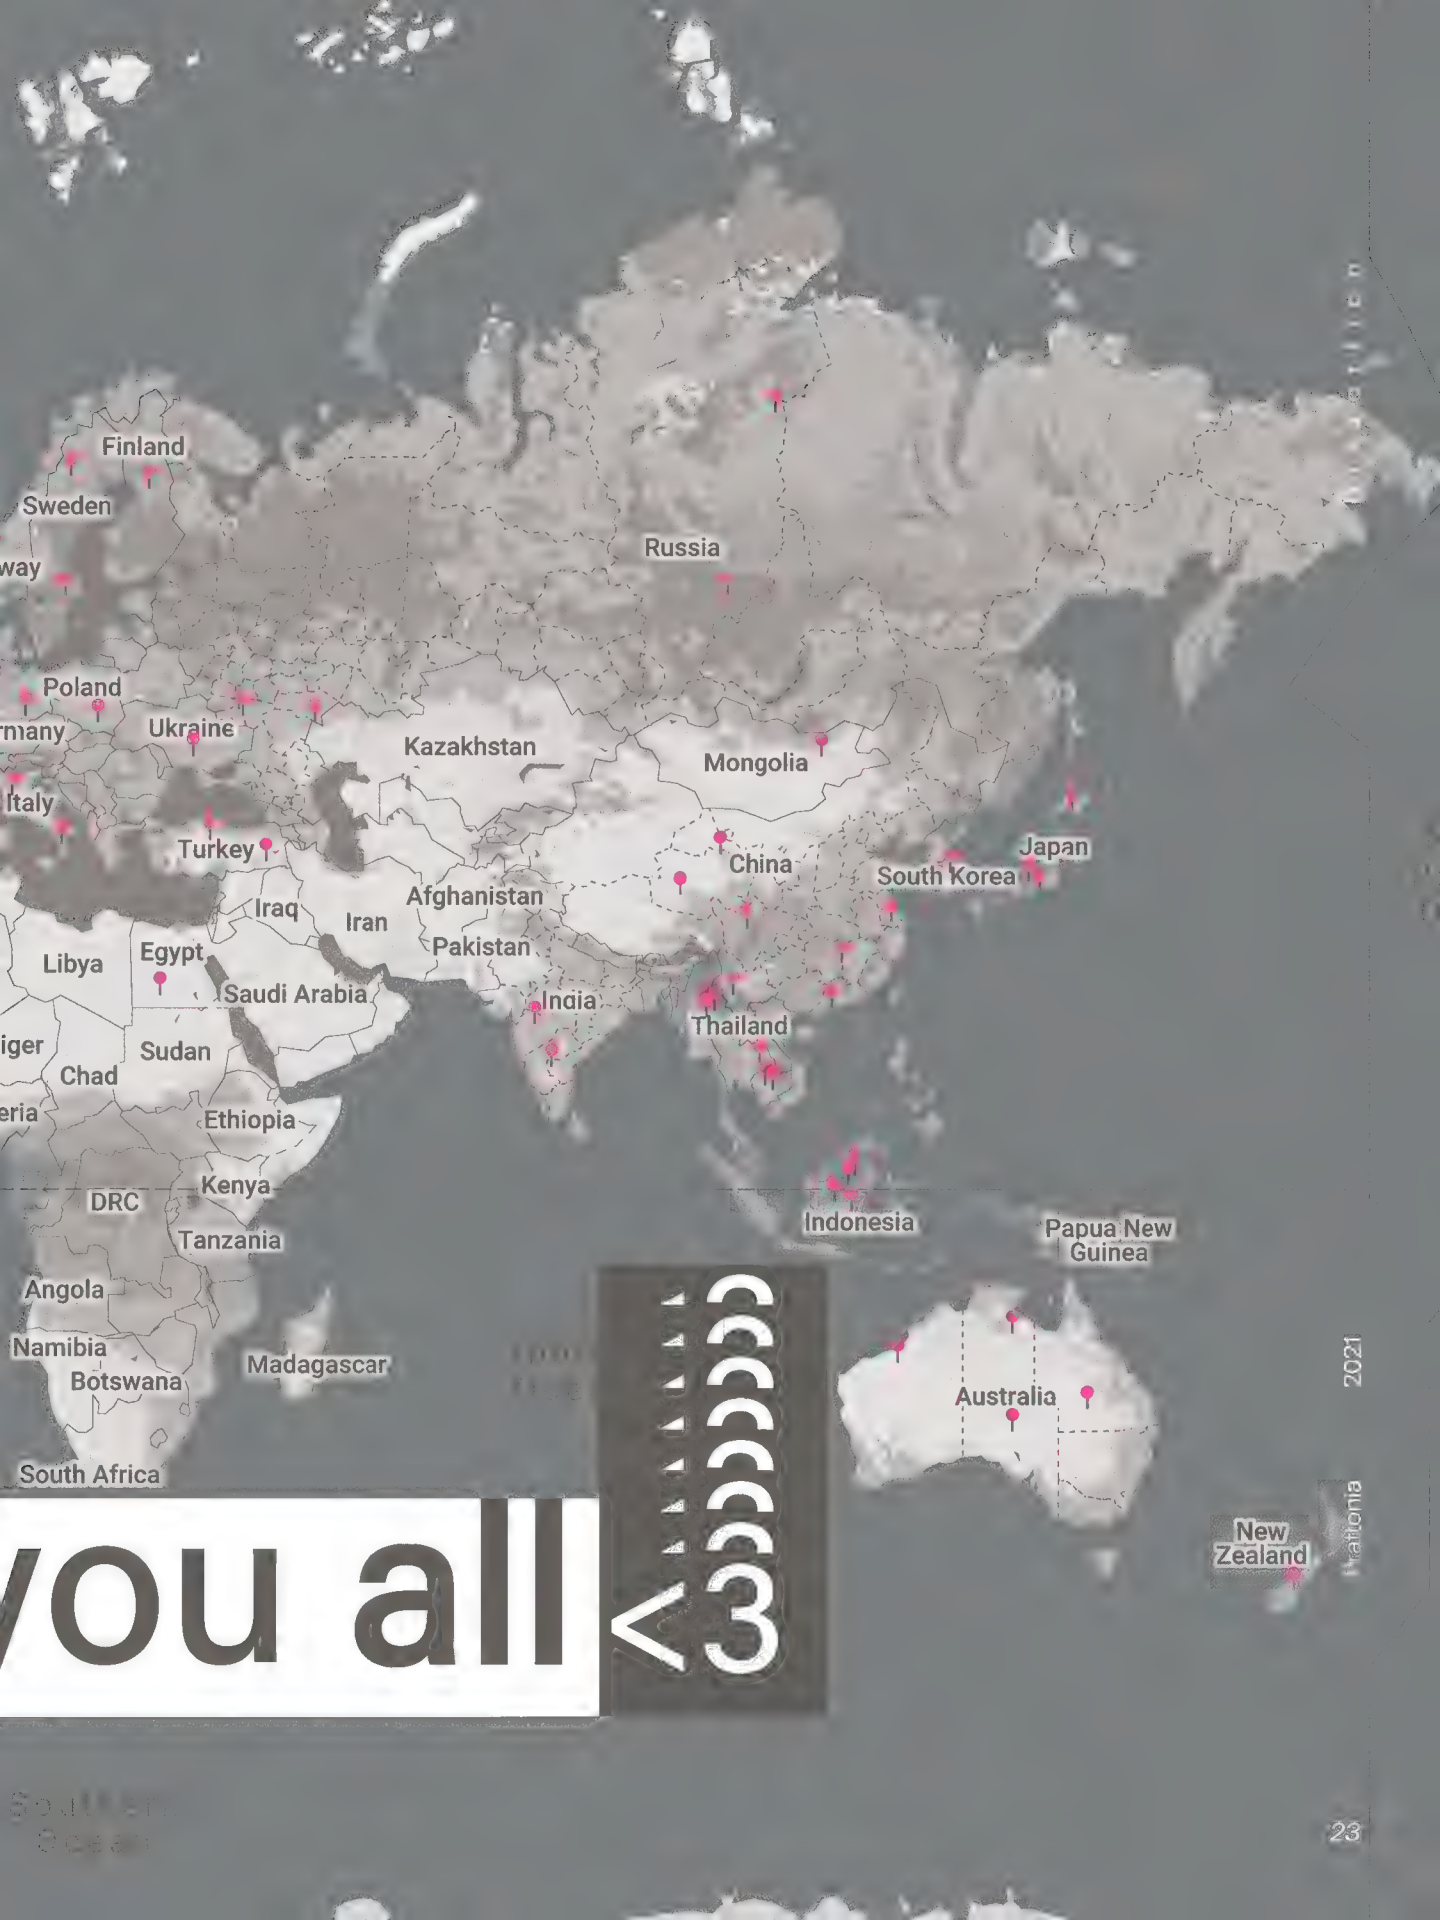 Finland
Sweden
way
Russia
Poland
Ukraine
rmany
Kazakhstan
Mongolia
Italy
Turkey
Japan
China
South Korea
Afghanistan
Iraq
Iran
Pakistan
Egypt
Libya
India
Saudi Arabia
Thailand
iger
Sudan
Chad
eria
Ethiopia
Kenya
DRC
Indonesia
Papua New
Guinea
Tanzania
Angola
Namibia
Madagascar
Botswana
Australia
2021
South Africa
New
Zealand
you all
<3
Southern
Ocean
23